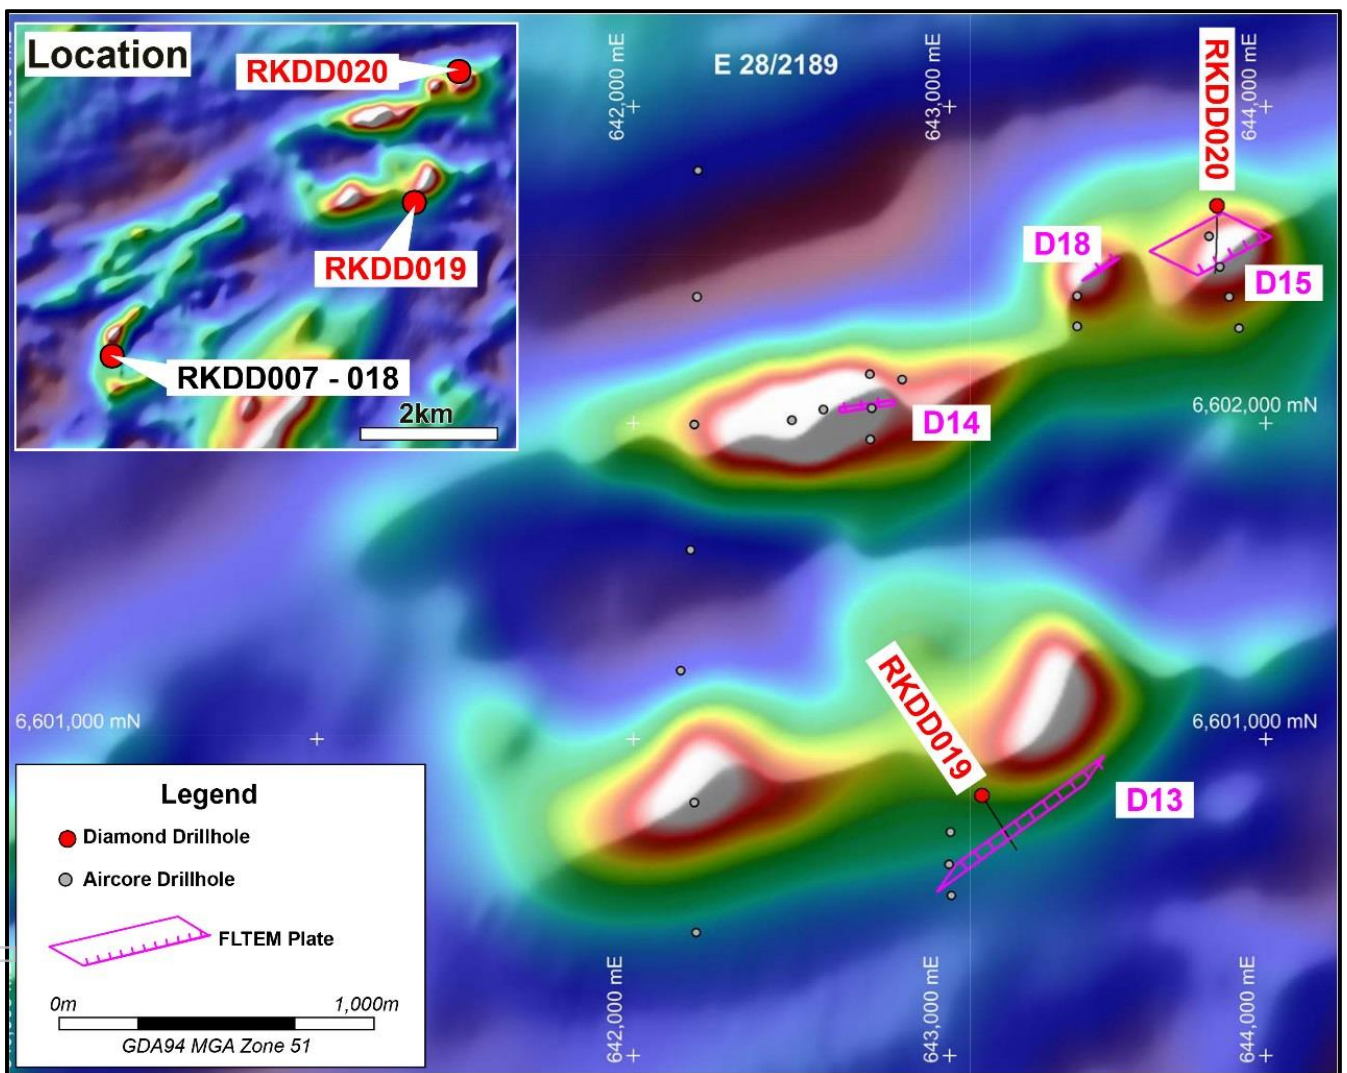 Location
RKDD020
RKDD019
RKDD007 - 018
2km
E 28/2189
642,000 mE
643,000 mE
644,000 mE
RKDD020
D18
D15
D14
6,602,000 mN
6,601,000 mN
6,601,000 mN
RKDD019
D13
Legend
Diamond Drillhole
Aircore Drillhole
FLTEM Plate
0m 1,000m
GDA94 MGA Zone 51
642,000 mE
643,000 mE
644,000 mE